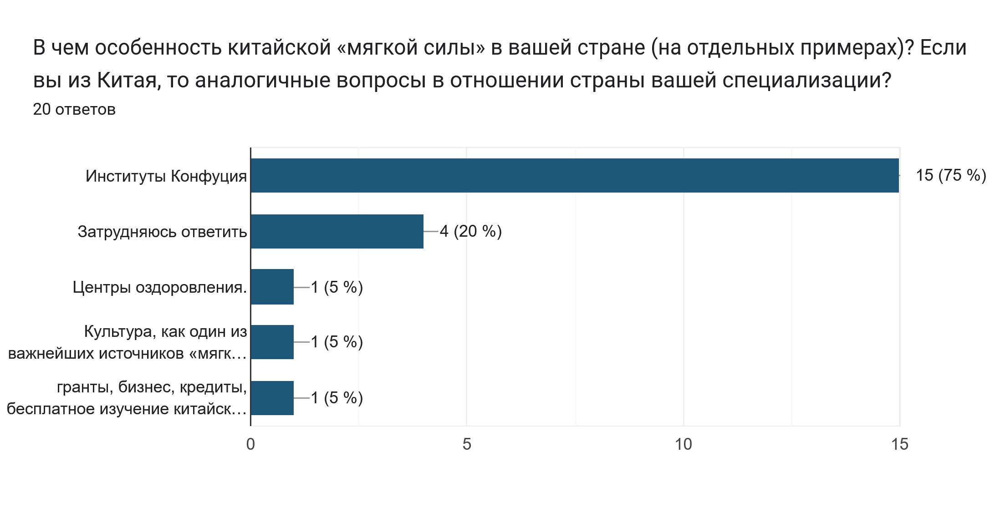 В чем особенность китайской «мягкой силы» в вашей стране (на отдельных примерах)? Если
вы из Китая, то аналогичные вопросы в отношении страны вашей специализации?
20 ответов
Институты Конфуция
15 (75 %)
Затрудняюсь ответить
4 (20 %)
Центры оздоровления.
1 (5 %)
Культура, как один из
важнейших источников «мягк…
1 (5 %)
гранты, бизнес, кредиты,
бесплатное изучение китайск…
1 (5 %)
0 5 10 15